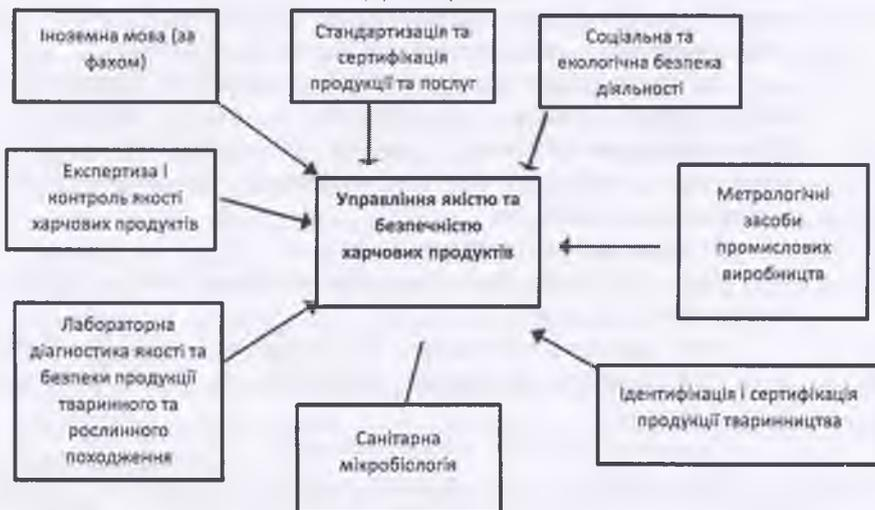 Іноземна мова (за
фахом)
Стандартизація та
сертифікація
продукції та послуг
Соціальна та
екологічна безпека
діяльності
Експертиза і
контроль якості
харчових продуктів
Управління якістю та
безпечністю
харчових продуктів
Метрологічні
засоби
промислових
виробництва
Лабораторна
діагностика якості та
безпеки продукції
тваринного та
рослинного
походження
Санітарна
мікробіологія
Ідентифінація і сертифікація
продукції тваринництва